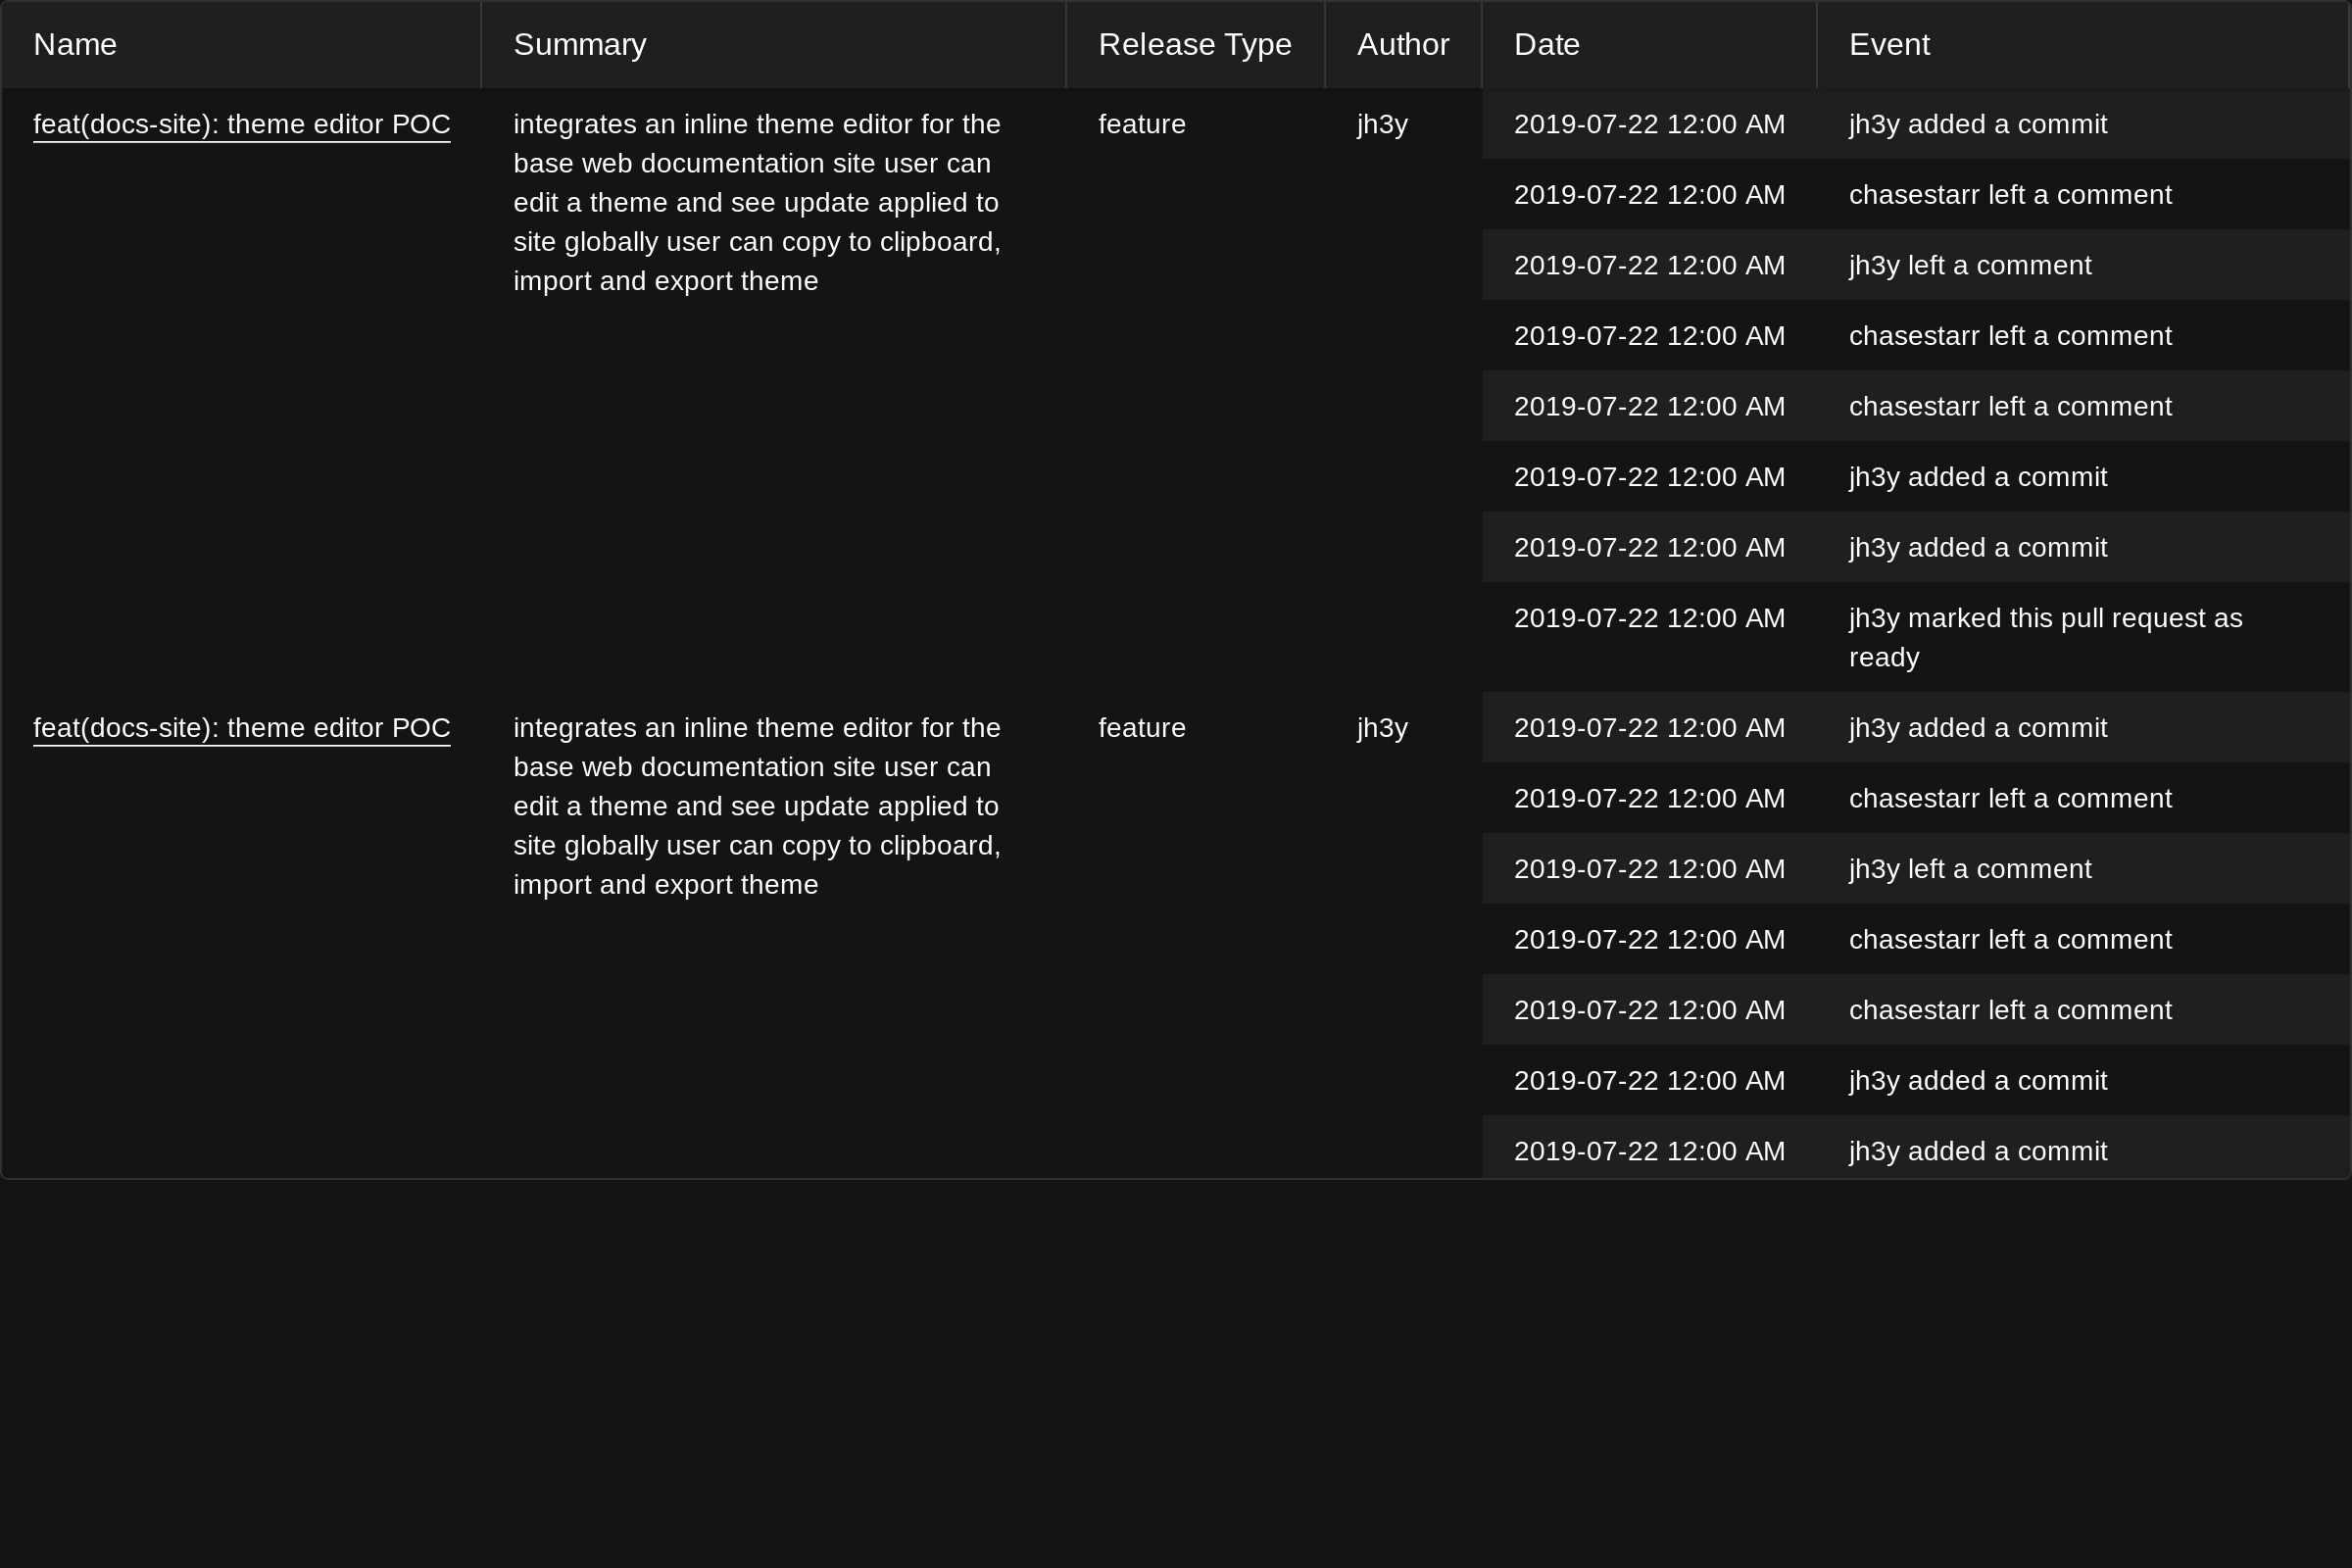 Name Summary Release Type Author Date Event
feat(docs-site): theme editor POC integrates an inline theme editor for the feature jh3y 2019-07-22 12:00 AM jh3y added a commit
base web documentation site user can
2019-07-22 12:00 AM chasestarr left a comment
edit a theme and see update applied to
site globally user can copy to clipboard,
2019-07-22 12:00 AM jh3y left a comment
import and export theme
2019-07-22 12:00 AM chasestarr left a comment
2019-07-22 12:00 AM chasestarr left a comment
2019-07-22 12:00 AM jh3y added a commit
2019-07-22 12:00 AM jh3y added a commit
2019-07-22 12:00 AM jh3y marked this pull request as
ready
feat(docs-site): theme editor POC integrates an inline theme editor for the feature jh3y 2019-07-22 12:00 AM jh3y added a commit
base web documentation site user can
2019-07-22 12:00 AM chasestarr left a comment
edit a theme and see update applied to
site globally user can copy to clipboard,
2019-07-22 12:00 AM jh3y left a comment
import and export theme
2019-07-22 12:00 AM chasestarr left a comment
2019-07-22 12:00 AM chasestarr left a comment
2019-07-22 12:00 AM jh3y added a commit
2019-07-22 12:00 AM jh3y added a commit